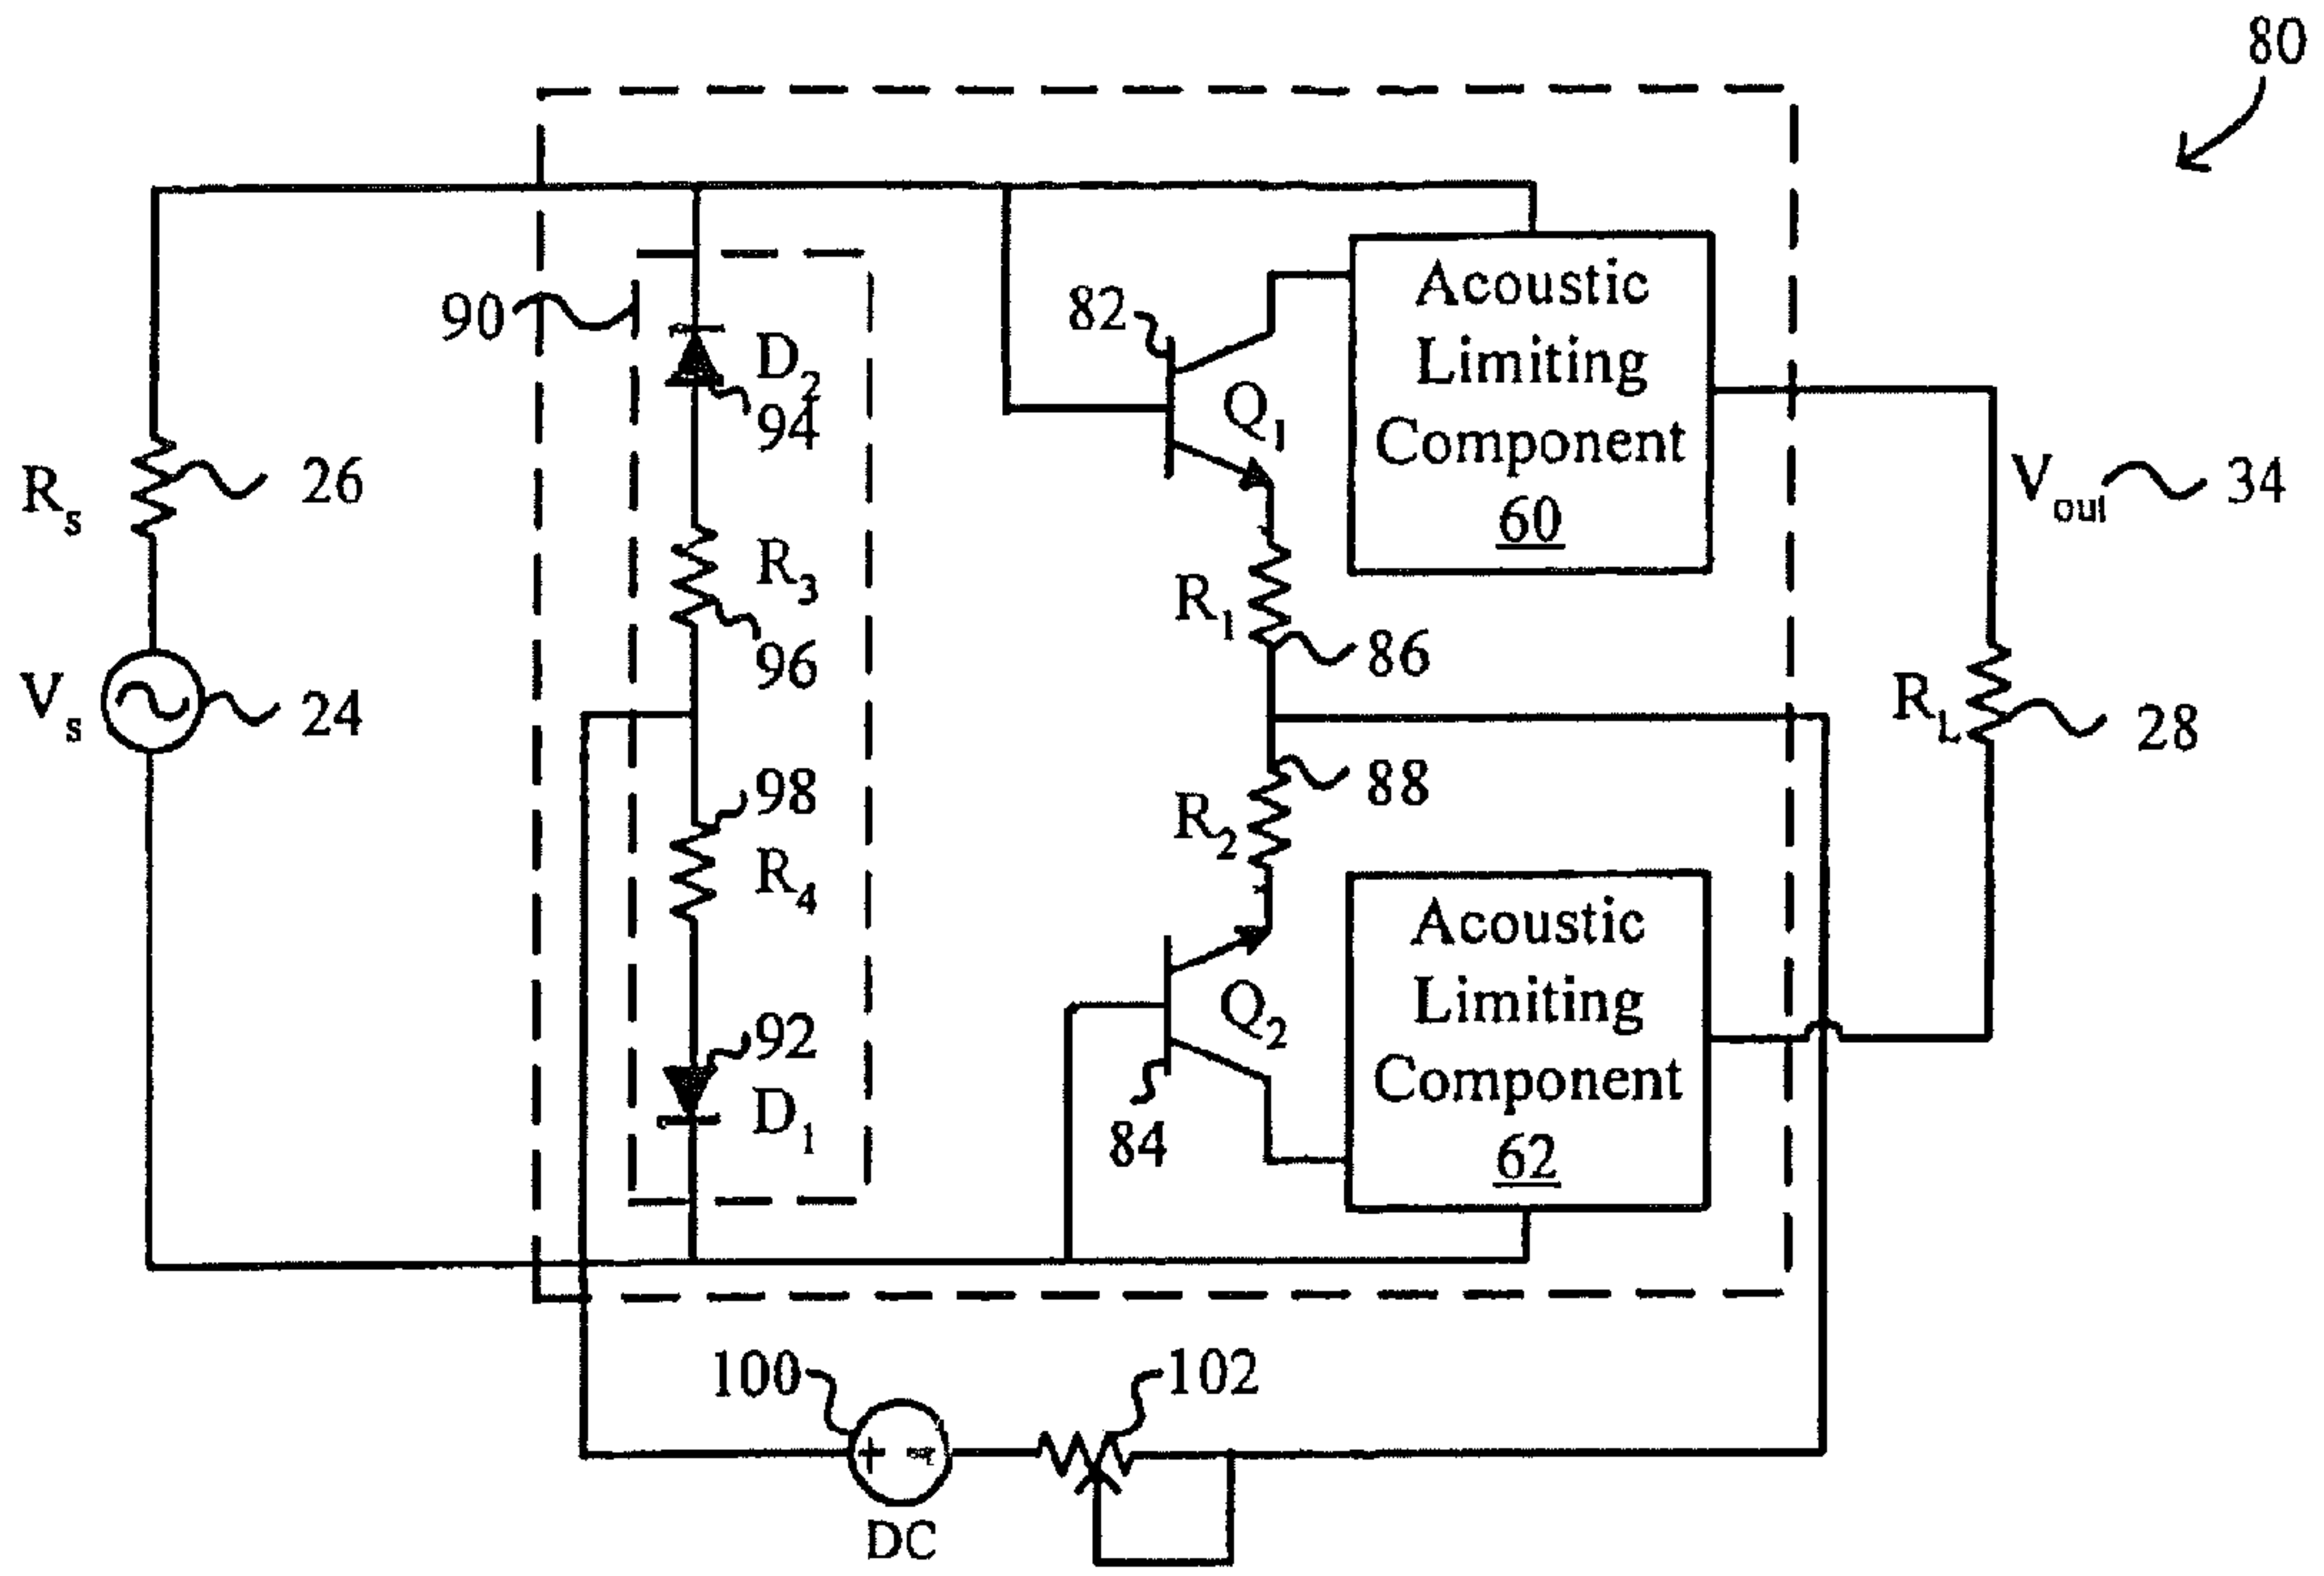 80
90
D2
94
82
Q1
Acoustic
Limiting
Component
60
Rs
26
Vout
34
R3
96
R1
86
Vs
24
RL
28
98
R4
88
R2
Acoustic
Limiting
Component
62
92
D1
Q2
84
100
102
+ -
DC